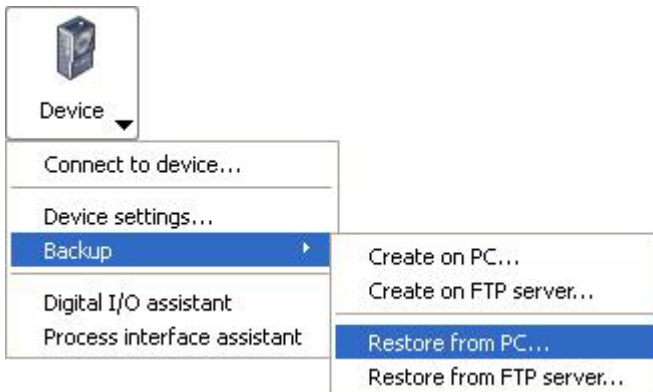 Device
Connect to device...
Device settings...
Backup
Create on PC...
Create on FTP server...
Digital I/O assistant
Process interface assistant
Restore from PC...
Restore from FTP server...